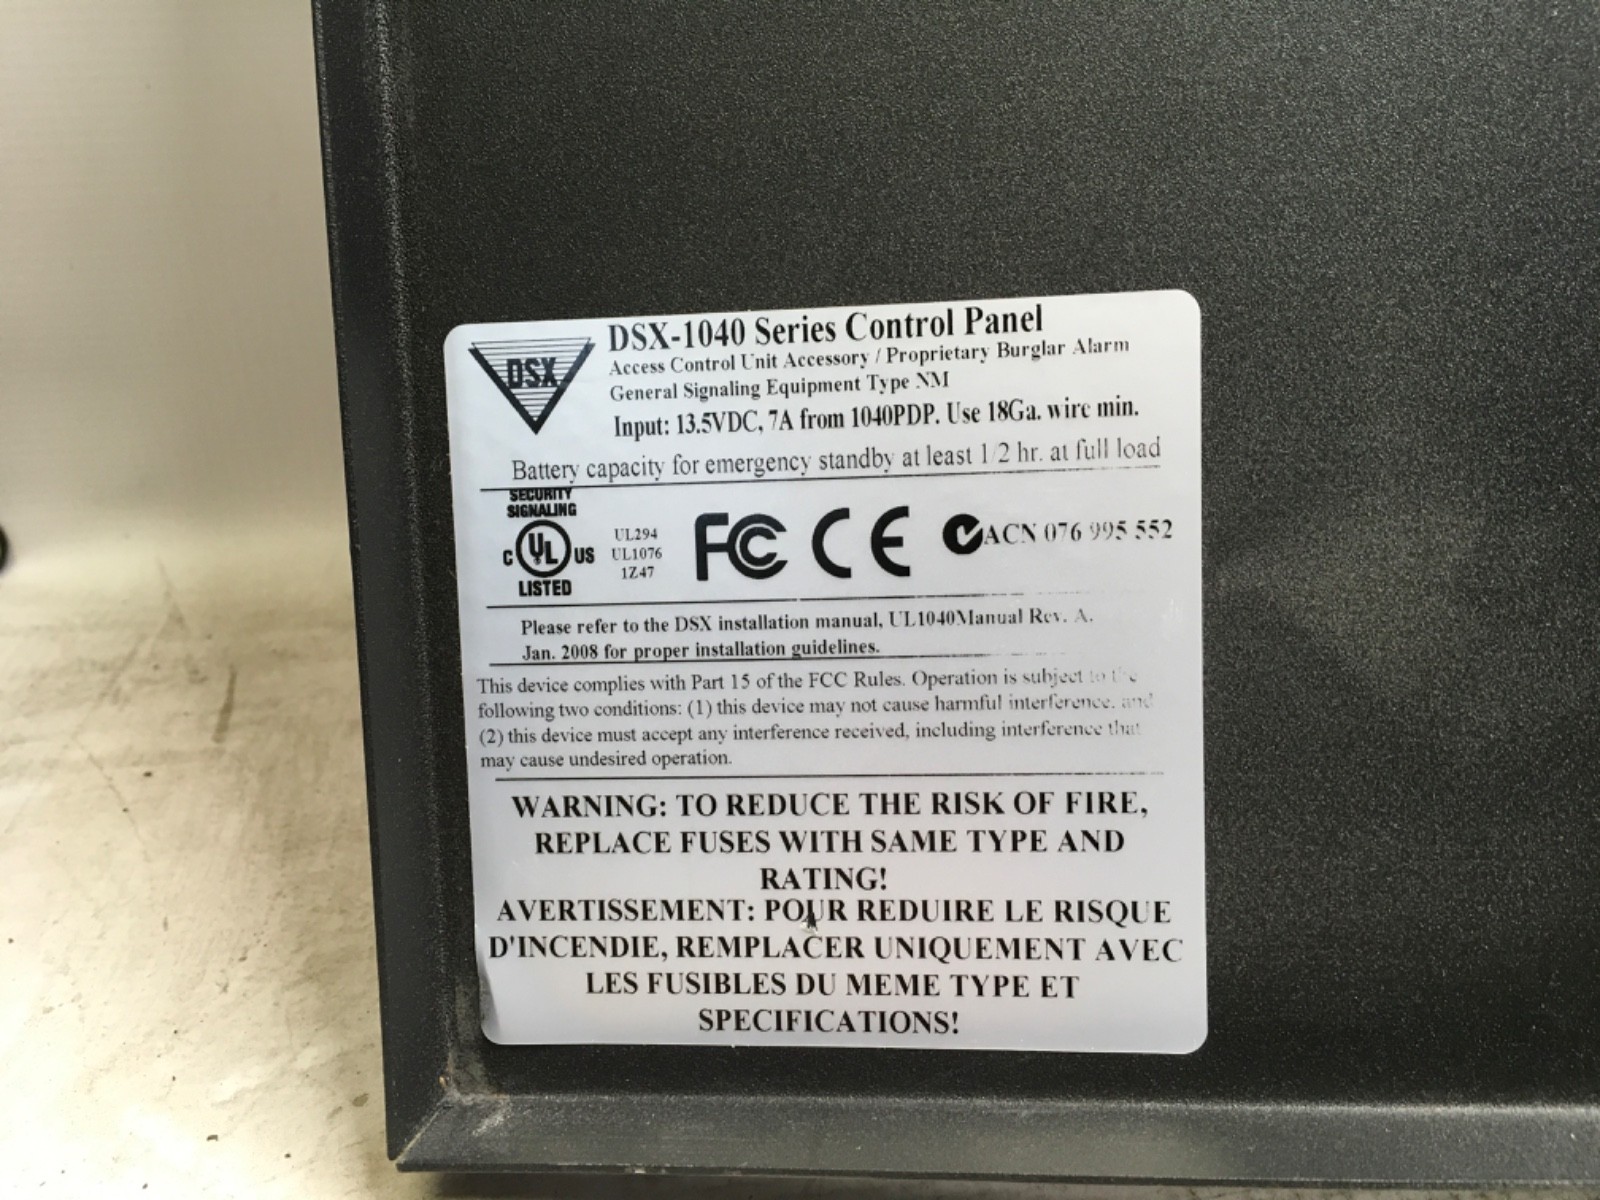 DSX
DSX-1040 Series Control Panel
Access Control Unit Accessory / Proprietary Burglar Alarm
General Signaling Equipment Type NM
Input: 13.5VDC, 7A from 1040PDP. Use 18Ga. wire min.
Battery capacity for emergency standby at least 1/2 hr. at full load
SECURITY
SIGNALING
C UL US
LISTED
UL294
UL1076
1Z47
FC CE
ACN 076 995 552
Please refer to the DSX installation manual, UL1040Manual Rev. A.
Jan. 2008 for proper installation guidelines.
This device complies with Part 15 of the FCC Rules. Operation is subject to the
following two conditions: (1) this device may not cause harmful interference, and
(2) this device must accept any interference received, including interference that
may cause undesired operation.
WARNING: TO REDUCE THE RISK OF FIRE,
REPLACE FUSES WITH SAME TYPE AND
RATING!
AVERTISSEMENT: POUR REDUIRE LE RISQUE
D'INCENDIE, REMPLACER UNIQUEMENT AVEC
LES FUSIBLES DU MEME TYPE ET
SPECIFICATIONS!